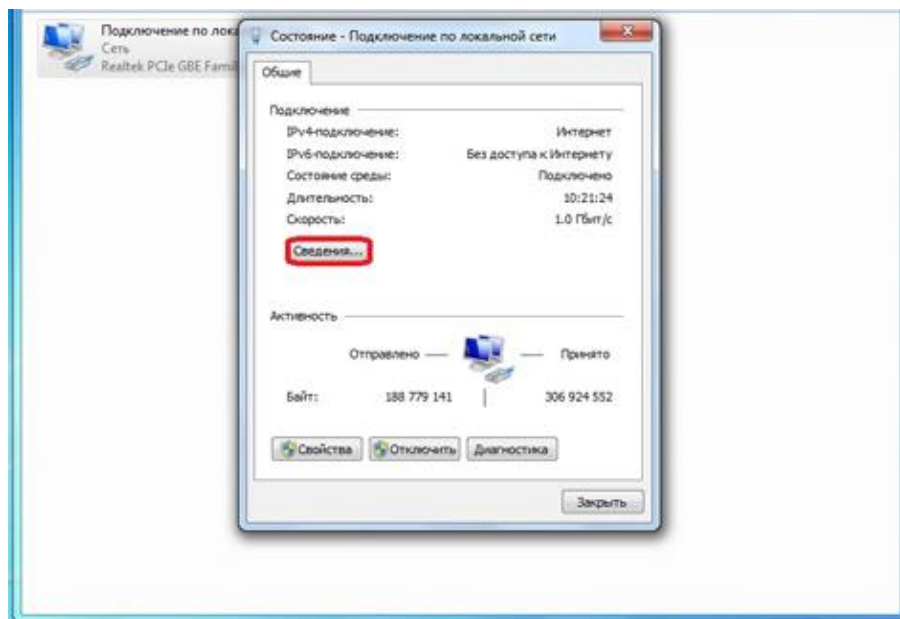 Подключение по лока
Сеть
Realtek PCIe GBE Famil
Состояние - Подключение по локальной сети
Общие
Подключение
IPv4-подключение: Интернет
IPv6-подключение: Без доступа к Интернету
Состояние среды: Подключено
Длительность: 10:21:24
Скорость: 1.0 Гбит/с
Сведения...
Активность
Отправлено — — Принято
Байт: 188 779 141 306 924 552
Свойства Отключить Диагностика
Закрыть